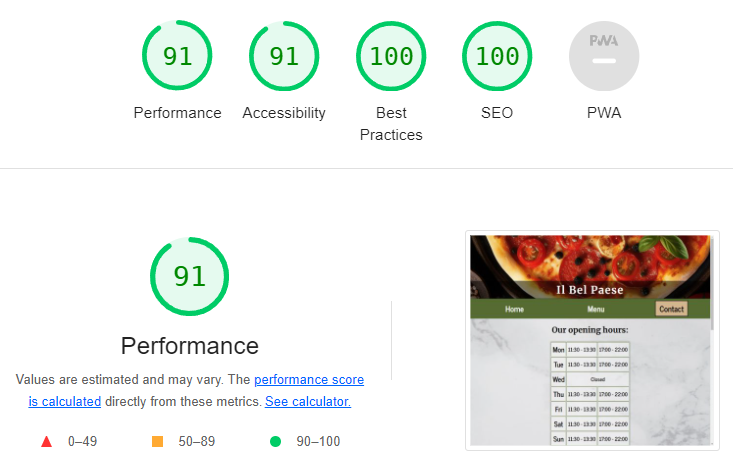 91
91
100
100
PWA
Performance
Accessibility
Best
Practices
SEO
PWA
91
Performance
Values are estimated and may vary. The performance score
is calculated directly from these metrics. See calculator.
0–49
50–89
90–100
Il Bel Paese
Home Menu Contact
Our opening hours:
Mon 11:30 - 13:30 17:00 - 22:00
Tue 11:30 - 13:30 17:00 - 22:00
Wed Closed
Thu 11:30 - 13:30 17:00 - 22:00
Fri 11:30 - 13:30 17:00 - 22:00
Sat 11:30 - 13:30 17:00 - 22:00
Sun 11:30 - 13:30 17:00 - 22:00